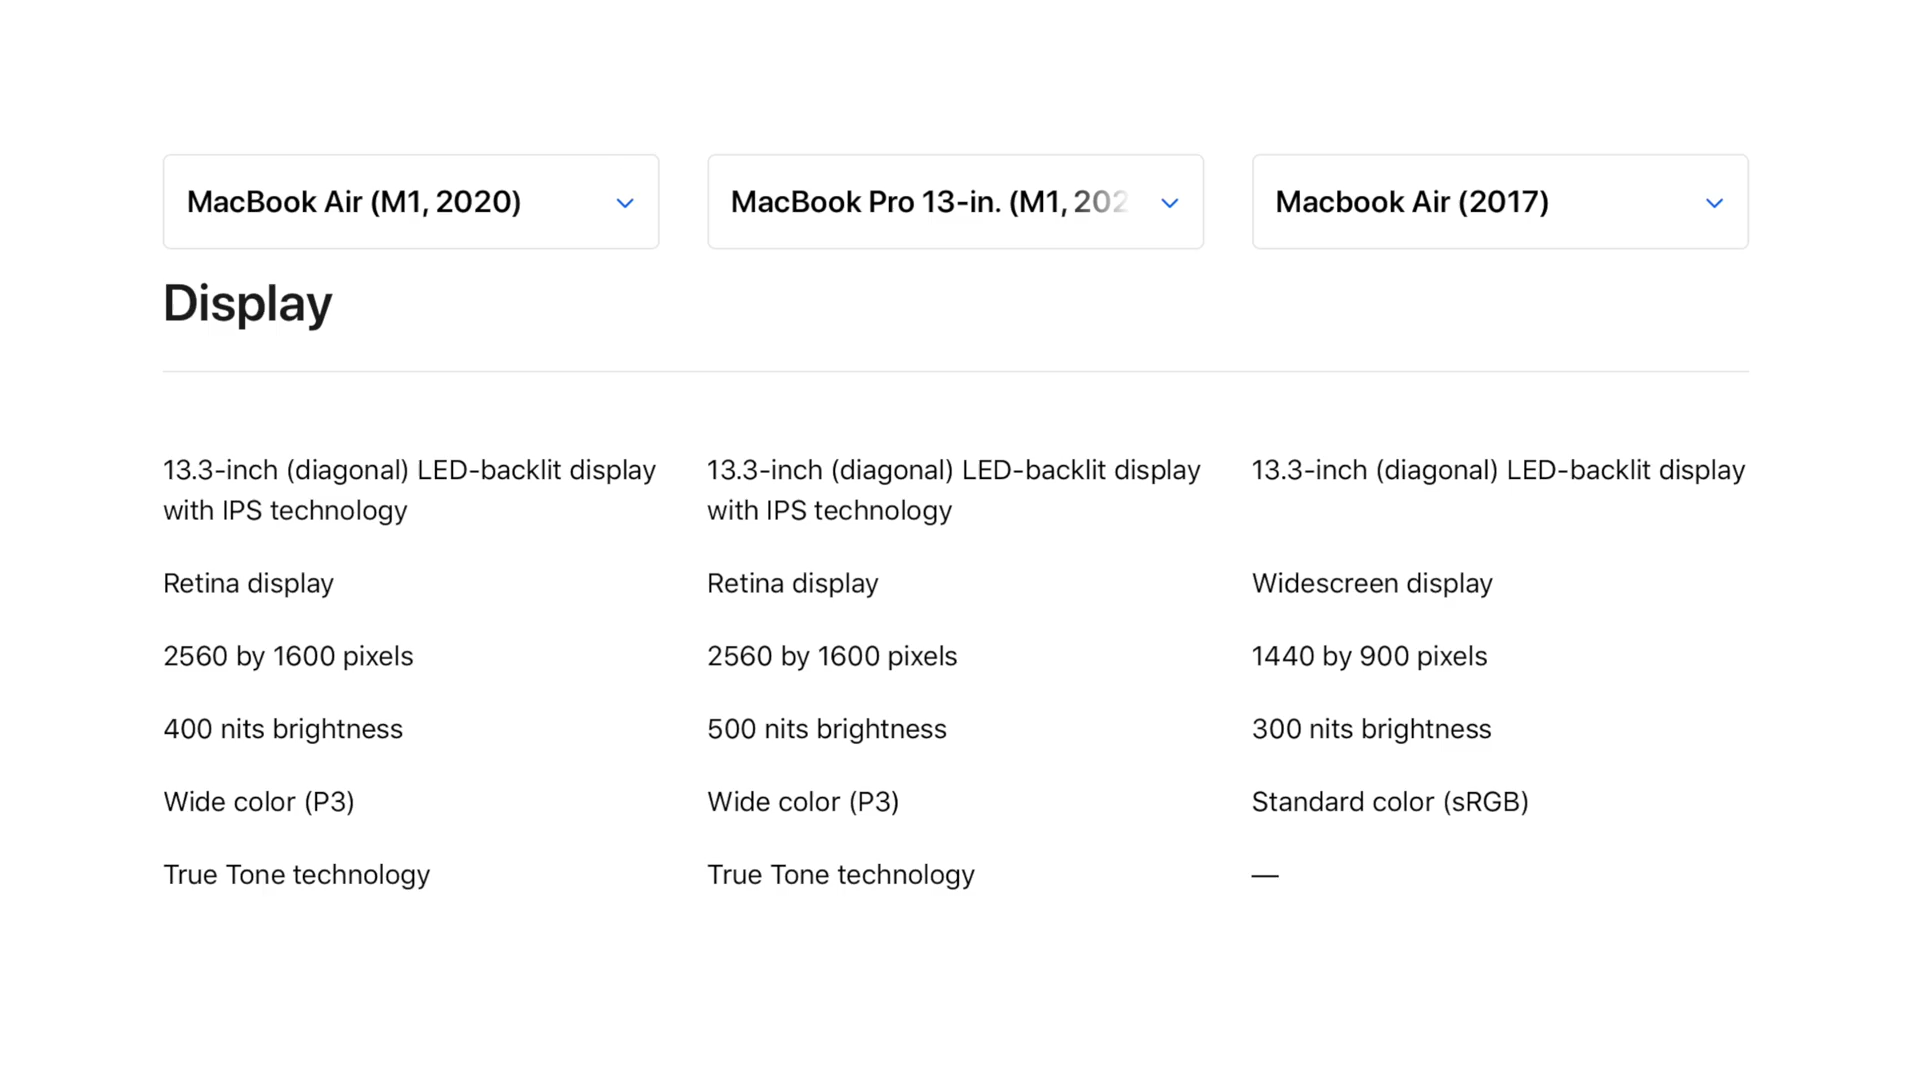 MacBook Air (M1, 2020)
MacBook Pro 13-in. (M1, 202
Macbook Air (2017)
Display
13.3-inch (diagonal) LED-backlit display
with IPS technology
13.3-inch (diagonal) LED-backlit display
with IPS technology
13.3-inch (diagonal) LED-backlit display
Retina display
Retina display
Widescreen display
2560 by 1600 pixels
2560 by 1600 pixels
1440 by 900 pixels
400 nits brightness
500 nits brightness
300 nits brightness
Wide color (P3)
Wide color (P3)
Standard color (sRGB)
True Tone technology
True Tone technology
—